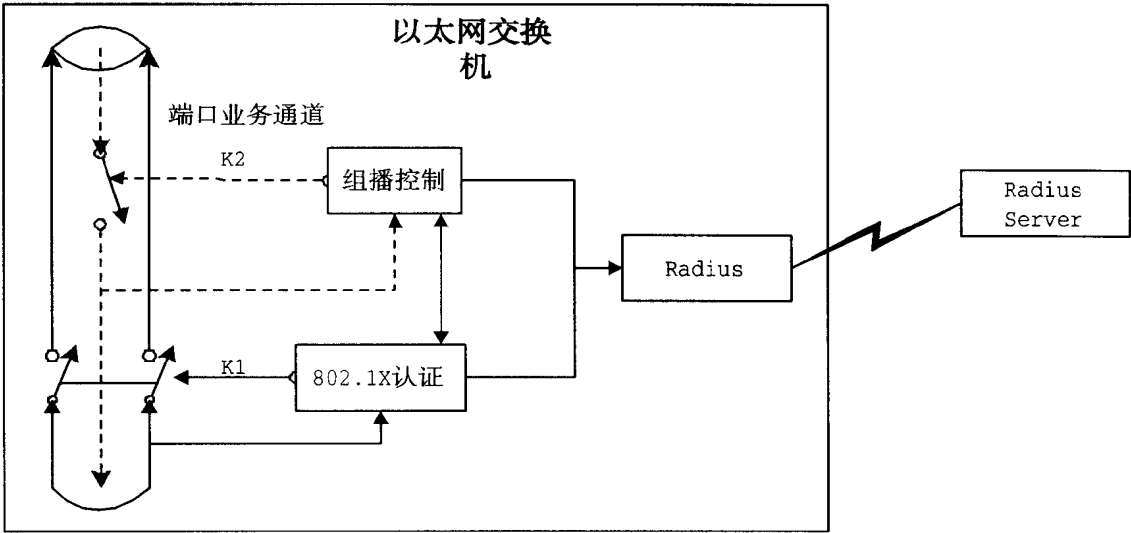 以太网交换
机
端口业务通道
K2
组播控制
Radius
Server
Radius
K1
802.1X认证